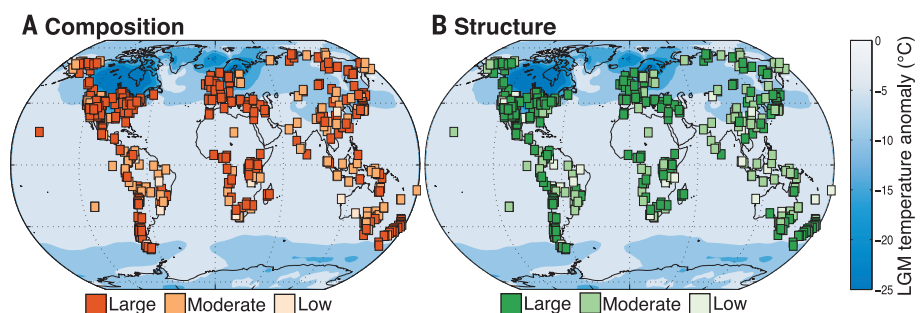 A Composition
B Structure
0
−5
−10
−15
−20
−25
LGM temperature anomaly (°C)
Large Moderate Low
Large Moderate Low